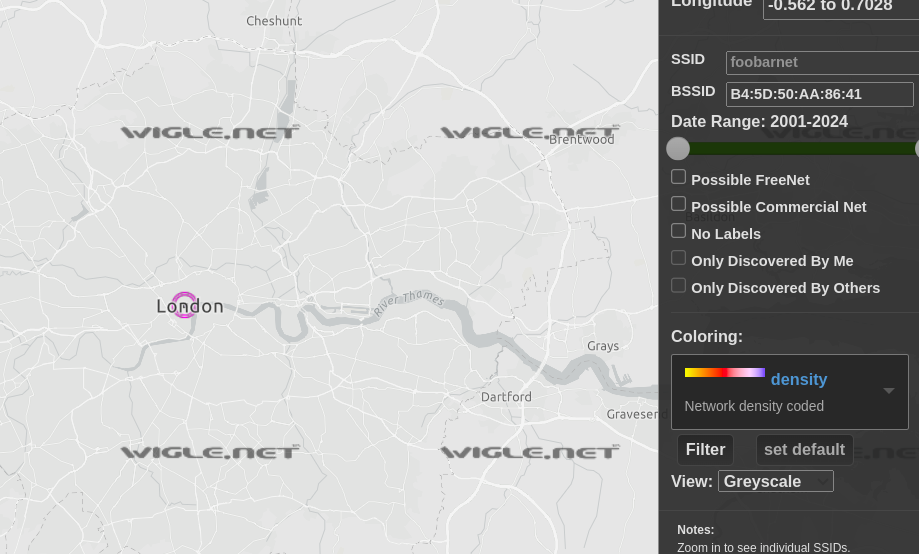 Cheshunt
WIGLE.NET
WIGLE.NET
Brentwood
London
River Thames
Grays
Dartford
Gravesend
WIGLE.NET
WIGLE.NET
Longitude -0.562 to 0.7028
SSID foobarnet
BSSID B4:5D:50:AA:86:41
Date Range: 2001-2024
Possible FreeNet
Possible Commercial Net
No Labels
Only Discovered By Me
Only Discovered By Others
Coloring:
density
Network density coded
Filter set default
View: Greyscale
Notes:
Zoom in to see individual SSIDs.